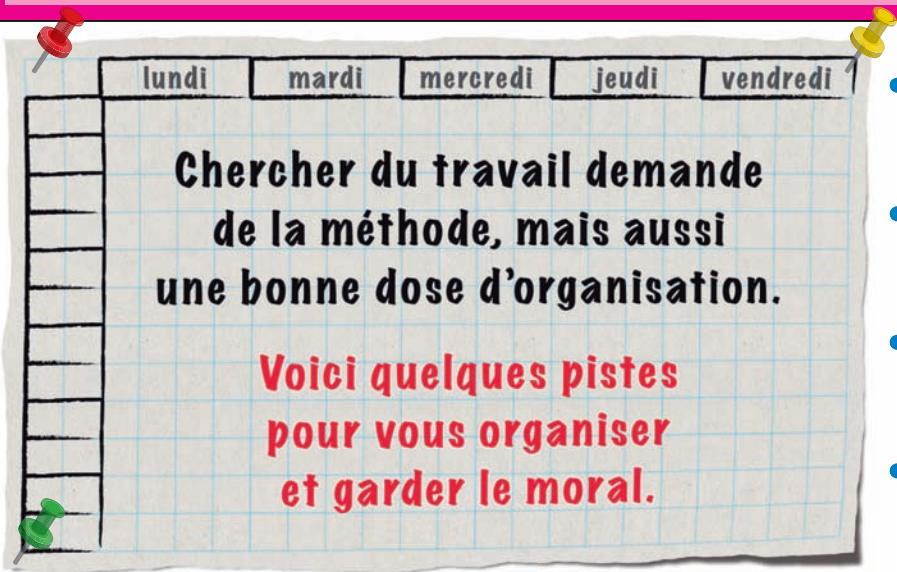 lundi mardi mercredi jeudi vendredi
Chercher du travail demande
de la méthode, mais aussi
une bonne dose d'organisation.
Voici quelques pistes
pour vous organiser
et garder le moral.